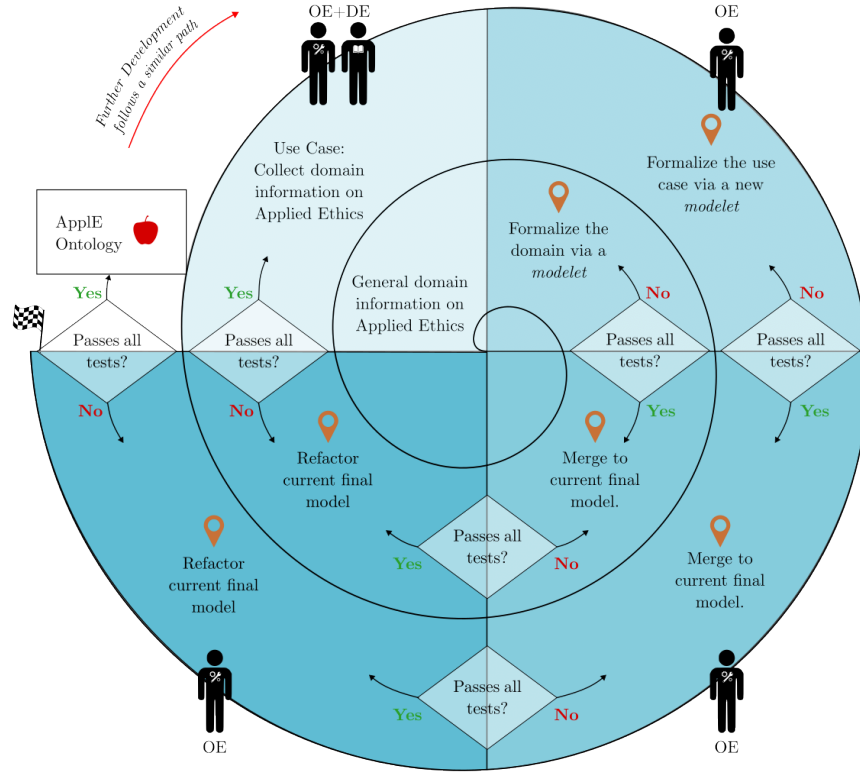 OE+DE
OE
Further Development
follows a similar path
Use Case:
Collect domain
information on
Applied Ethics
Formalize the use
case via a new
modelet
ApplE
Ontology
Formalize the
domain via a
modelet
General domain
information on
Applied Ethics
Yes
Yes
No
No
Passes all
tests?
Passes all
tests?
Passes all
tests?
Passes all
tests?
No
No
Yes
Yes
Refactor
current final
model
Merge to
current final
model.
Passes all
tests?
Yes
No
Refactor
current final
model
Merge to
current final
model.
Passes all
tests?
Yes
No
OE
OE